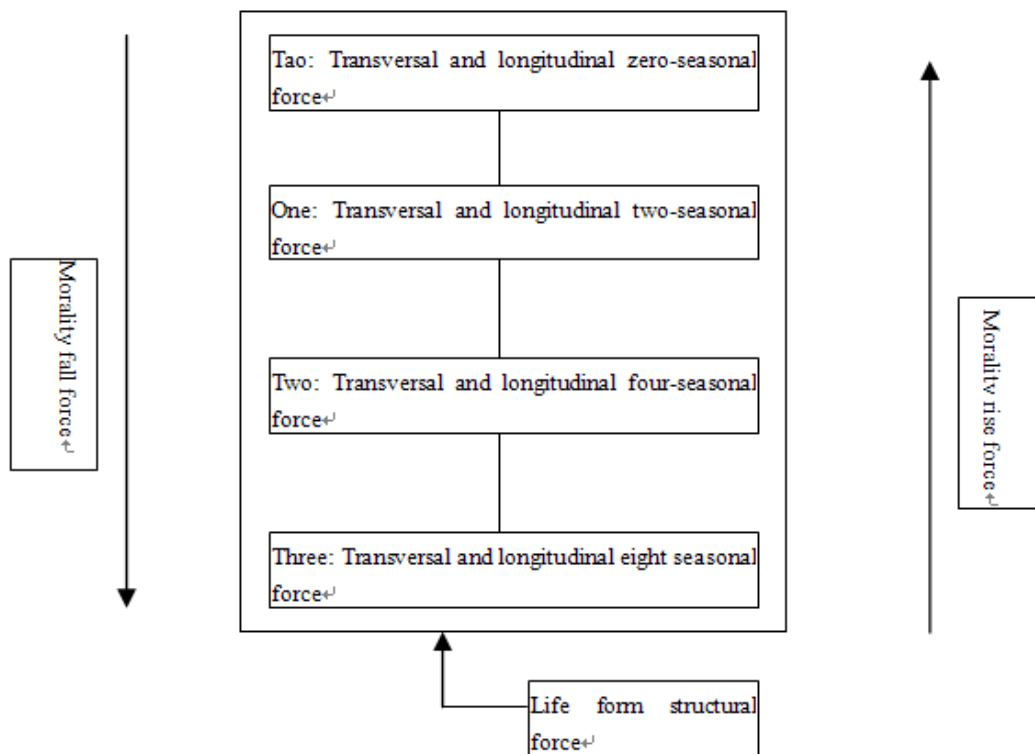 Tao: Transversal and longitudinal zero-seasonal
force↵
One: Transversal and longitudinal two-seasonal
force↵
Morality fall force↵
Morality rise force↵
Two: Transversal and longitudinal four-seasonal
force↵
Three: Transversal and longitudinal eight seasonal
force↵
Life form structural
force↵